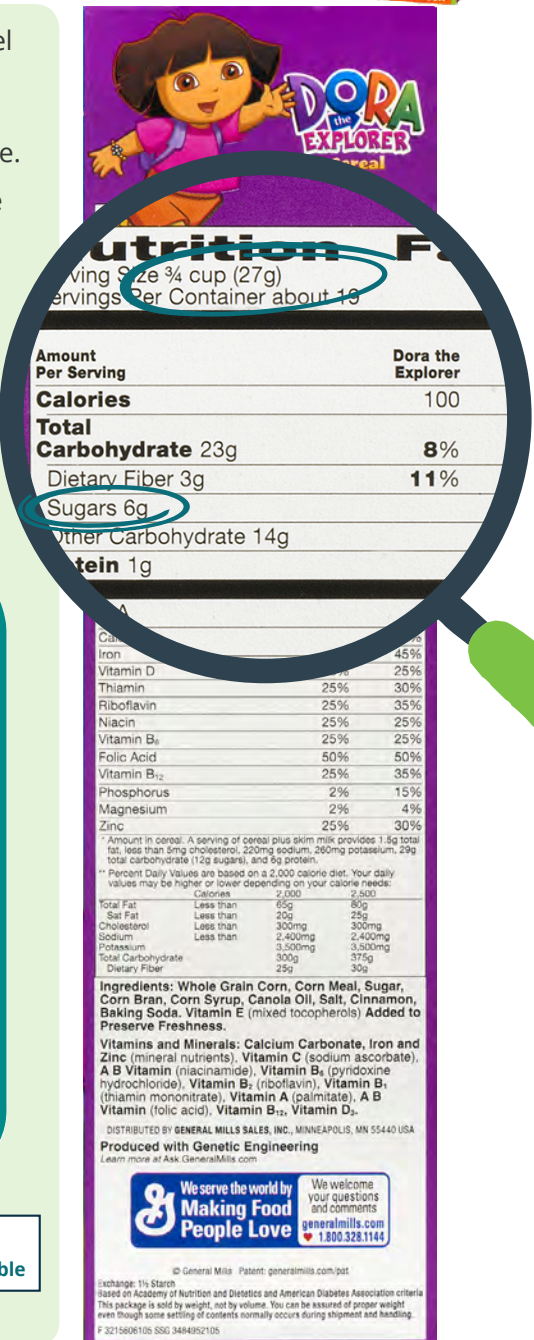 el
e.
e
ble
DORA
the
EXPLORER
utrition F
ving Size ¾ cup (27g)
ervings Per Container about 19
Amount
Per Serving
Dora the
Explorer
Calories 100
Total
Carbohydrate 23g 8%
Dietary Fiber 3g 11%
Sugars 6g
Other Carbohydrate 14g
tein 1g
A
Iron 45%
Vitamin D 25%
Thiamin 25% 30%
Riboflavin 25% 35%
Niacin 25% 25%
Vitamin B₆ 25% 25%
Folic Acid 50% 50%
Vitamin B₁₂ 25% 35%
Phosphorus 2% 15%
Magnesium 2% 4%
Zinc 25% 30%
* Amount in cereal. A serving of cereal plus skim milk provides 1.5g total
fat, less than 5mg cholesterol, 220mg sodium, 260mg potassium, 29g
total carbohydrate (12g sugars), and 6g protein.
** Percent Daily Values are based on a 2,000 calorie diet. Your daily
values may be higher or lower depending on your calorie needs:
Calories 2,000 2,500
Total Fat Less than 65g 80g
Sat Fat Less than 20g 25g
Cholesterol Less than 300mg 300mg
Sodium Less than 2,400mg 2,400mg
Potassium 3,500mg 3,500mg
Total Carbohydrate 300g 375g
Dietary Fiber 25g 30g
Ingredients: Whole Grain Corn, Corn Meal, Sugar,
Corn Bran, Corn Syrup, Canola Oil, Salt, Cinnamon,
Baking Soda. Vitamin E (mixed tocopherols) Added to
Preserve Freshness.
Vitamins and Minerals: Calcium Carbonate, Iron and
Zinc (mineral nutrients), Vitamin C (sodium ascorbate),
A B Vitamin (niacinamide), Vitamin B₆ (pyridoxine
hydrochloride), Vitamin B₂ (riboflavin), Vitamin B₁
(thiamin mononitrate), Vitamin A (palmitate), A B
Vitamin (folic acid), Vitamin B₁₂, Vitamin D₃.
DISTRIBUTED BY GENERAL MILLS SALES, INC., MINNEAPOLIS, MN 55440 USA
Produced with Genetic Engineering
Learn more at Ask.GeneralMills.com
G
We serve the world by
Making Food
People Love
We welcome
your questions
and comments
generalmills.com
1.800.328.1144
© General Mills Patent: generalmills.com/pat
Exchange: 1½ Starch
Based on Academy of Nutrition and Dietetics and American Diabetes Association criteria
This package is sold by weight, not by volume. You can be assured of proper weight
even though some settling of contents normally occurs during shipment and handling.
F 3215606105 SSG 3484952105